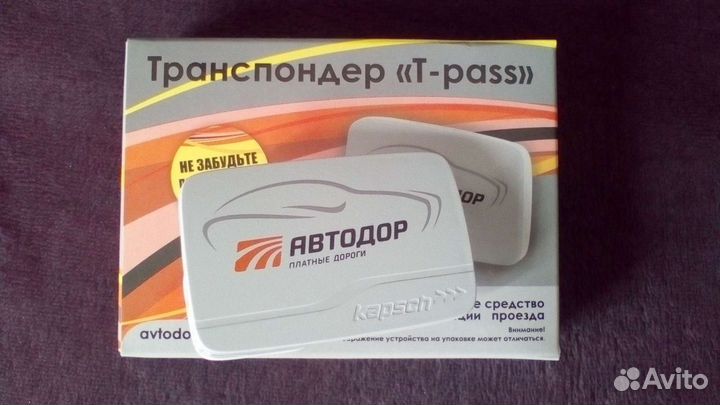 Транспондер «T-pass»
НЕ ЗАБУДЬТЕ
ДОР
АВТОДОР
ПЛАТНЫЕ ДОРОГИ
kapsch>>>
е средство
ции проезда
Внимание!
avtodo
ражение устройства на упаковке может отличаться.
Avito